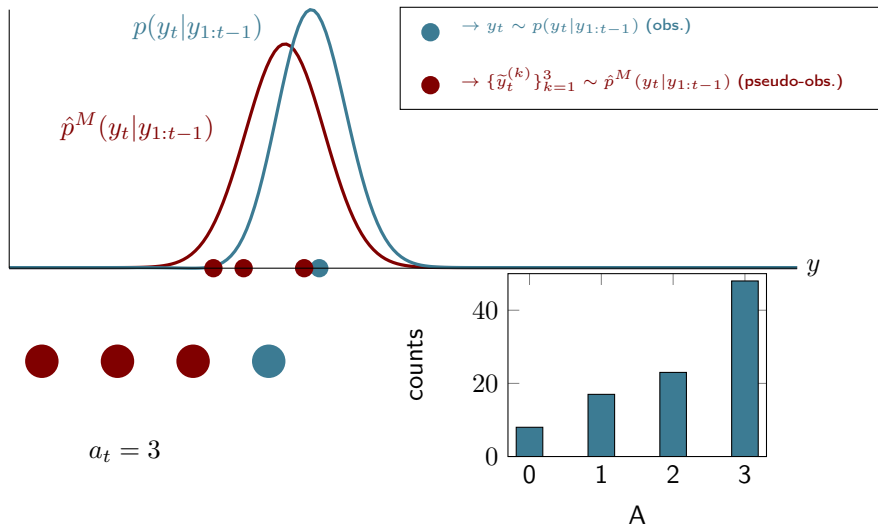 p(y_t|y_{1:t−1})
→ y_t ∼ p(y_t|y_{1:t−1}) (obs.)
→ {ỹ_t^{(k)}}_{k=1}^3 ∼ p̂^M(y_t|y_{1:t−1}) (pseudo-obs.)
p̂^M(y_t|y_{1:t−1})
y
40
20
0
counts
0 1 2 3
A
a_t = 3